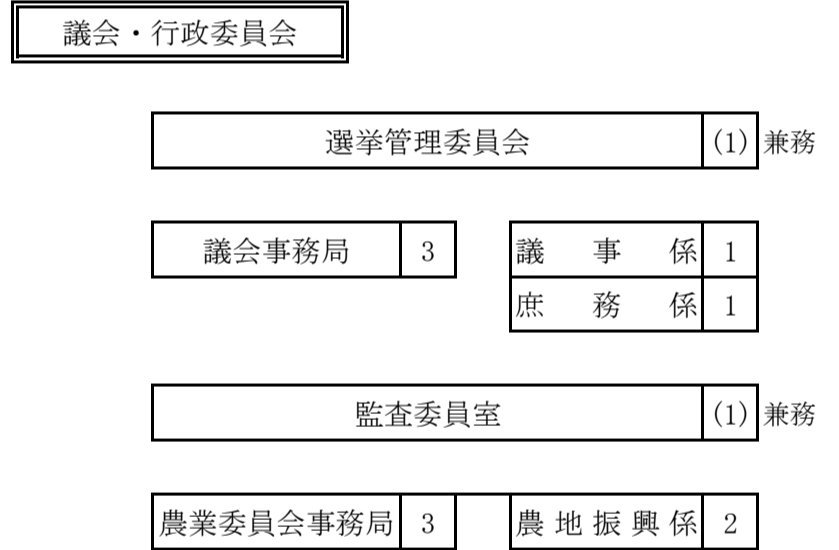 議会・行政委員会
選挙管理委員会 (1) 兼務
議会事務局 3 議事係 1
庶務係 1
監査委員室 (1) 兼務
農業委員会事務局 3 農地振興係 2